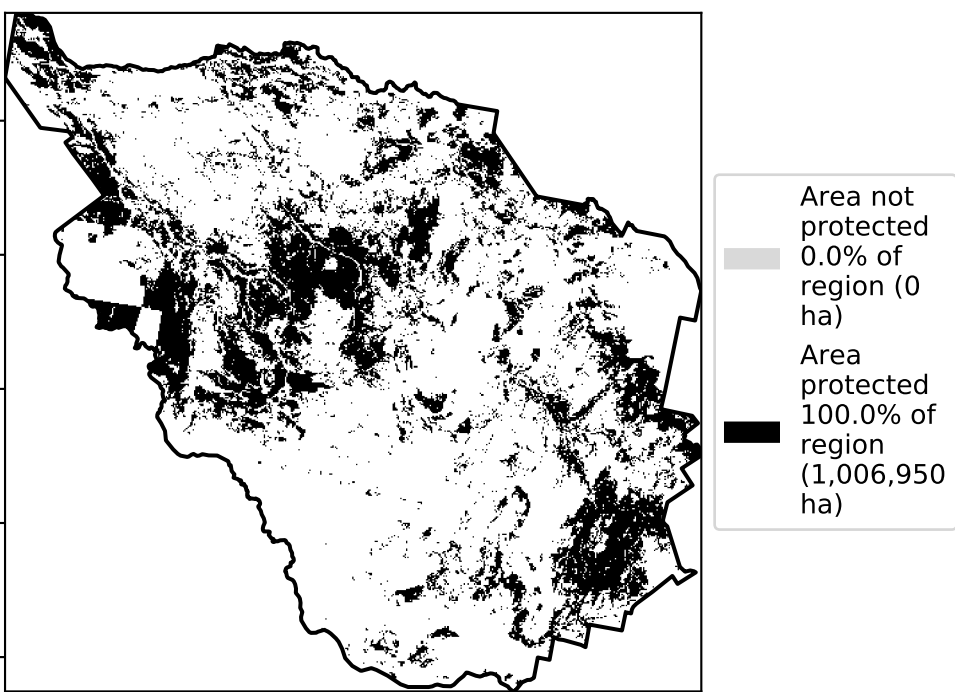 Area not
protected
0.0% of
region (0
ha)
Area
protected
100.0% of
region
(1,006,950
ha)